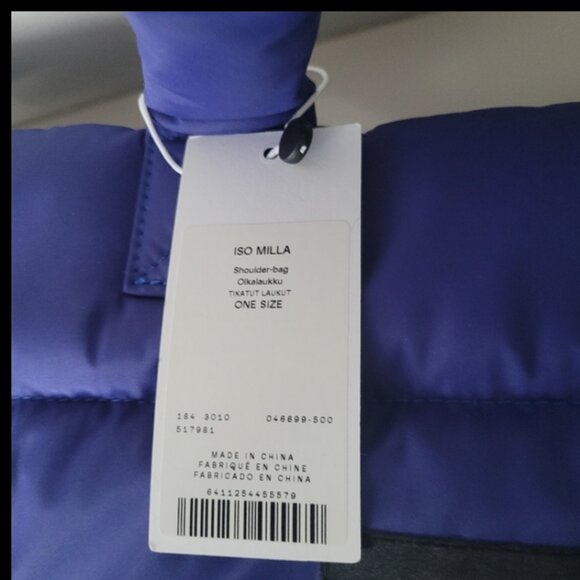 ISO MILLA
Shoulder-bag
Olkalaukku
TIKATUT LAUKUT
ONE SIZE
184 3010 046699-500
517981
MADE IN CHINA
FABRIQUÉ EN CHINE
FABRICADO EN CHINA
6411254455579